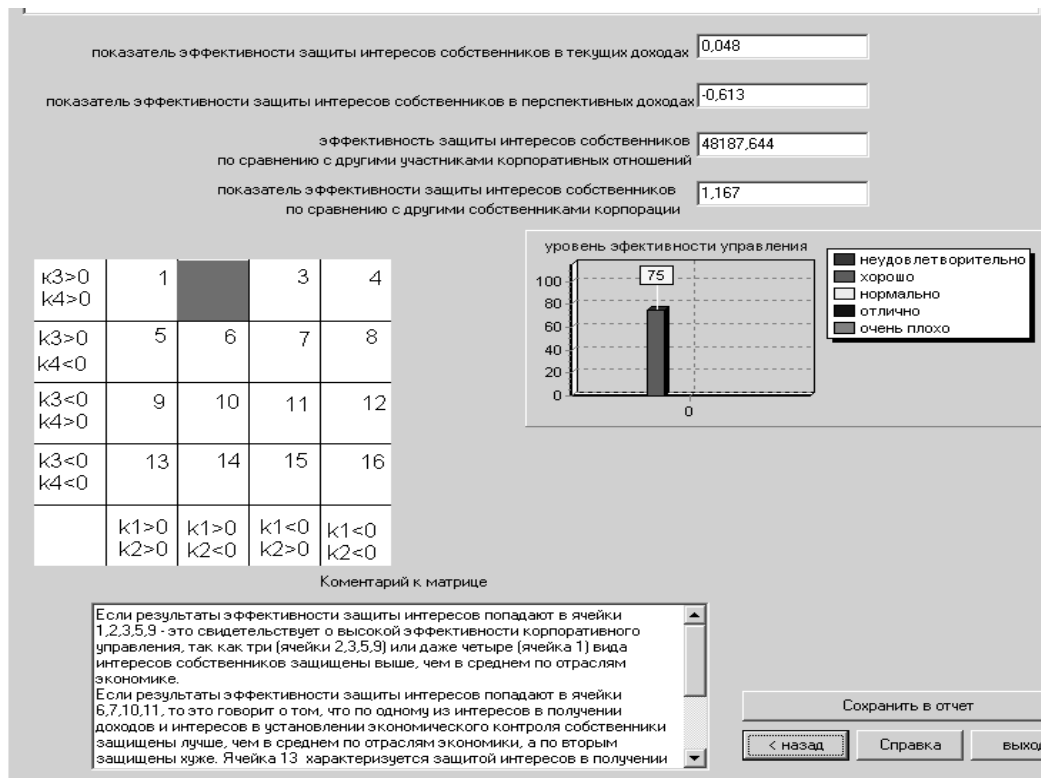 показатель эффективности защиты интересов собственников в текущих доходах 0,048
показатель эффективности защиты интересов собственников в перспективных доходах -0,613
эффективность защиты интересов собственников
по сравнению с другими участниками корпоративных отношений 48187,644
показатель эффективности защиты интересов собственников
по сравнению с другими собственниками корпорации 1,167
уровень эфективности управления
100
80
60
40
20
0
75
0
неудовлетворительно
хорошо
нормально
отлично
очень плохо
к3>0
k4>0
1 3 4
k3>0
k4<0
5 6 7 8
k3<0
k4>0
9 10 11 12
k3<0
k4<0
13 14 15 16
k1>0 k1>0 k1<0 k1<0
k2>0 k2<0 k2>0 k2<0
Коментарий к матрице
Если результаты эффективности защиты интересов попадают в ячейки
1,2,3,5,9 - это свидетельствует о высокой эффективности корпоративного
управления, так как три (ячейки 2,3,5,9) или даже четыре (ячейка 1) вида
интересов собственников защищены выше, чем в среднем по отраслям
экономике.
Если результаты эффективности защиты интересов попадают в ячейки
6,7,10,11, то это говорит о том, что по одному из интересов в получении
доходов и интересов в установлении экономического контроля собственники
защищены лучше, чем в среднем по отраслям экономики, а по вторым
защищены хуже. Ячейка 13 характеризуется защитой интересов в получении
Сохранить в отчет
< назад Справка выход